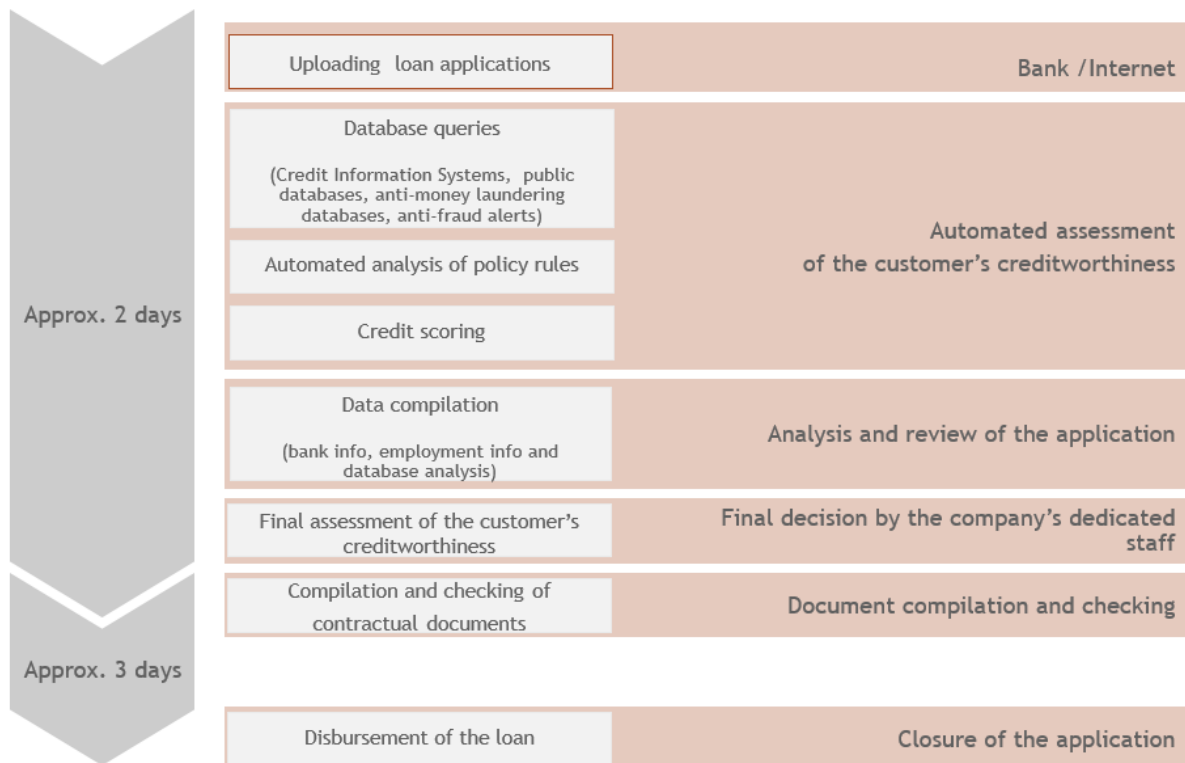 Uploading loan applications
Bank /Internet
Database queries
(Credit Information Systems, public
databases, anti-money laundering
databases, anti-fraud alerts)
Automated analysis of policy rules
Credit scoring
Automated assessment
of the customer's creditworthiness
Approx. 2 days
Data compilation
(bank info, employment info and
database analysis)
Analysis and review of the application
Final assessment of the customer's
creditworthiness
Final decision by the company's dedicated
staff
Compilation and checking of
contractual documents
Document compilation and checking
Approx. 3 days
Disbursement of the loan
Closure of the application